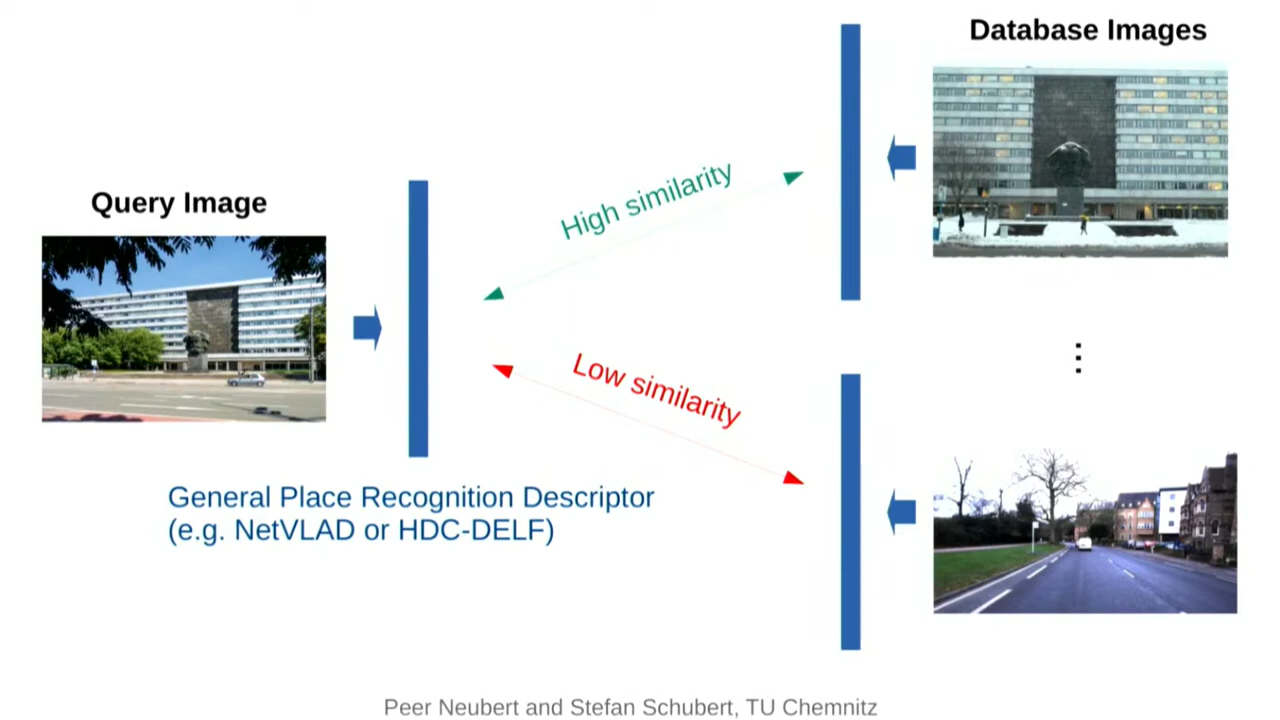 Database Images
Query Image
High similarity
Low similarity
General Place Recognition Descriptor
(e.g. NetVLAD or HDC-DELF)
Peer Neubert and Stefan Schubert, TU Chemnitz